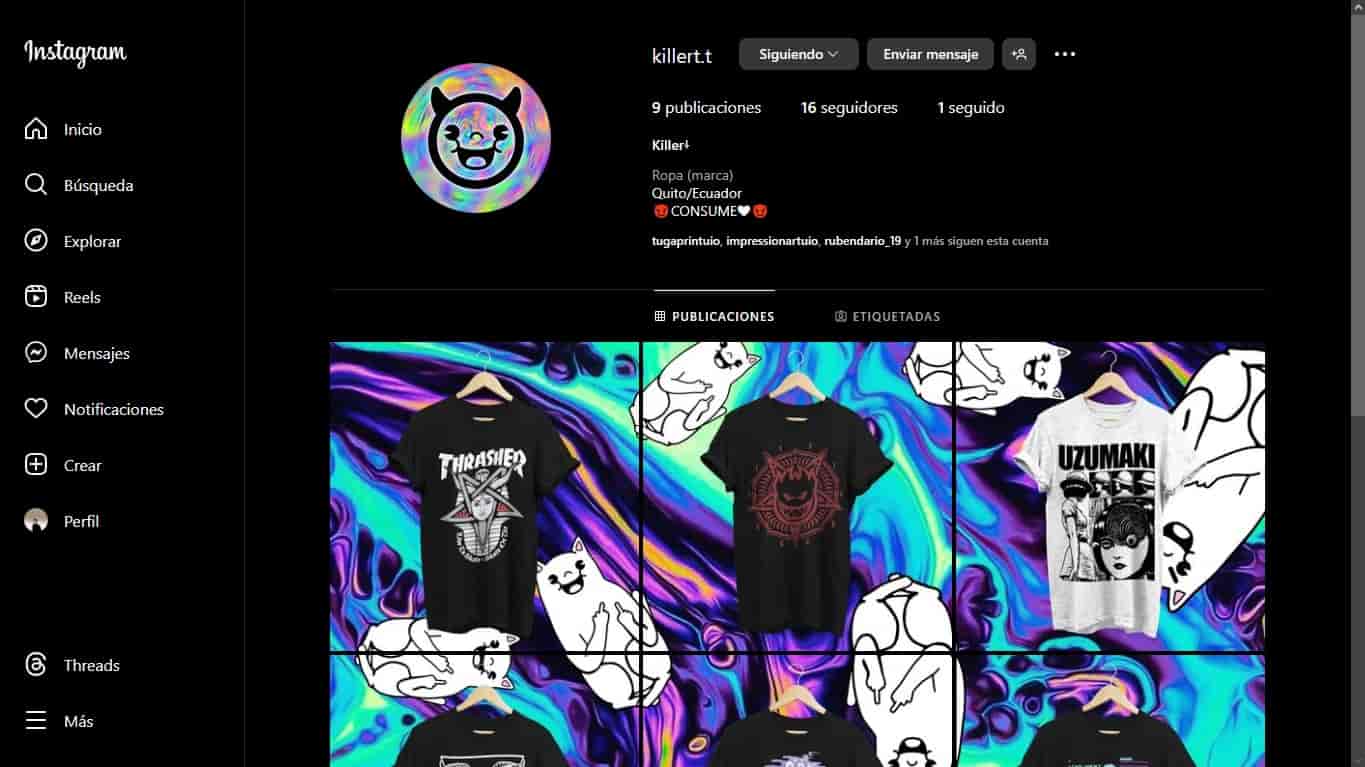 Instagram
Inicio
Búsqueda
Explorar
Reels
Mensajes
Notificaciones
Crear
Perfil
Threads
Más
killert.t
Siguiendo
Enviar mensaje
9 publicaciones 16 seguidores 1 seguido
Killer
Ropa (marca)
Quito/Ecuador
😡CONSUME🤍😡
tugaprintuio, impressionartuio, rubendario_19 y 1 más siguen esta cuenta
PUBLICACIONES
ETIQUETADAS
THRASHER
UZUMAKI